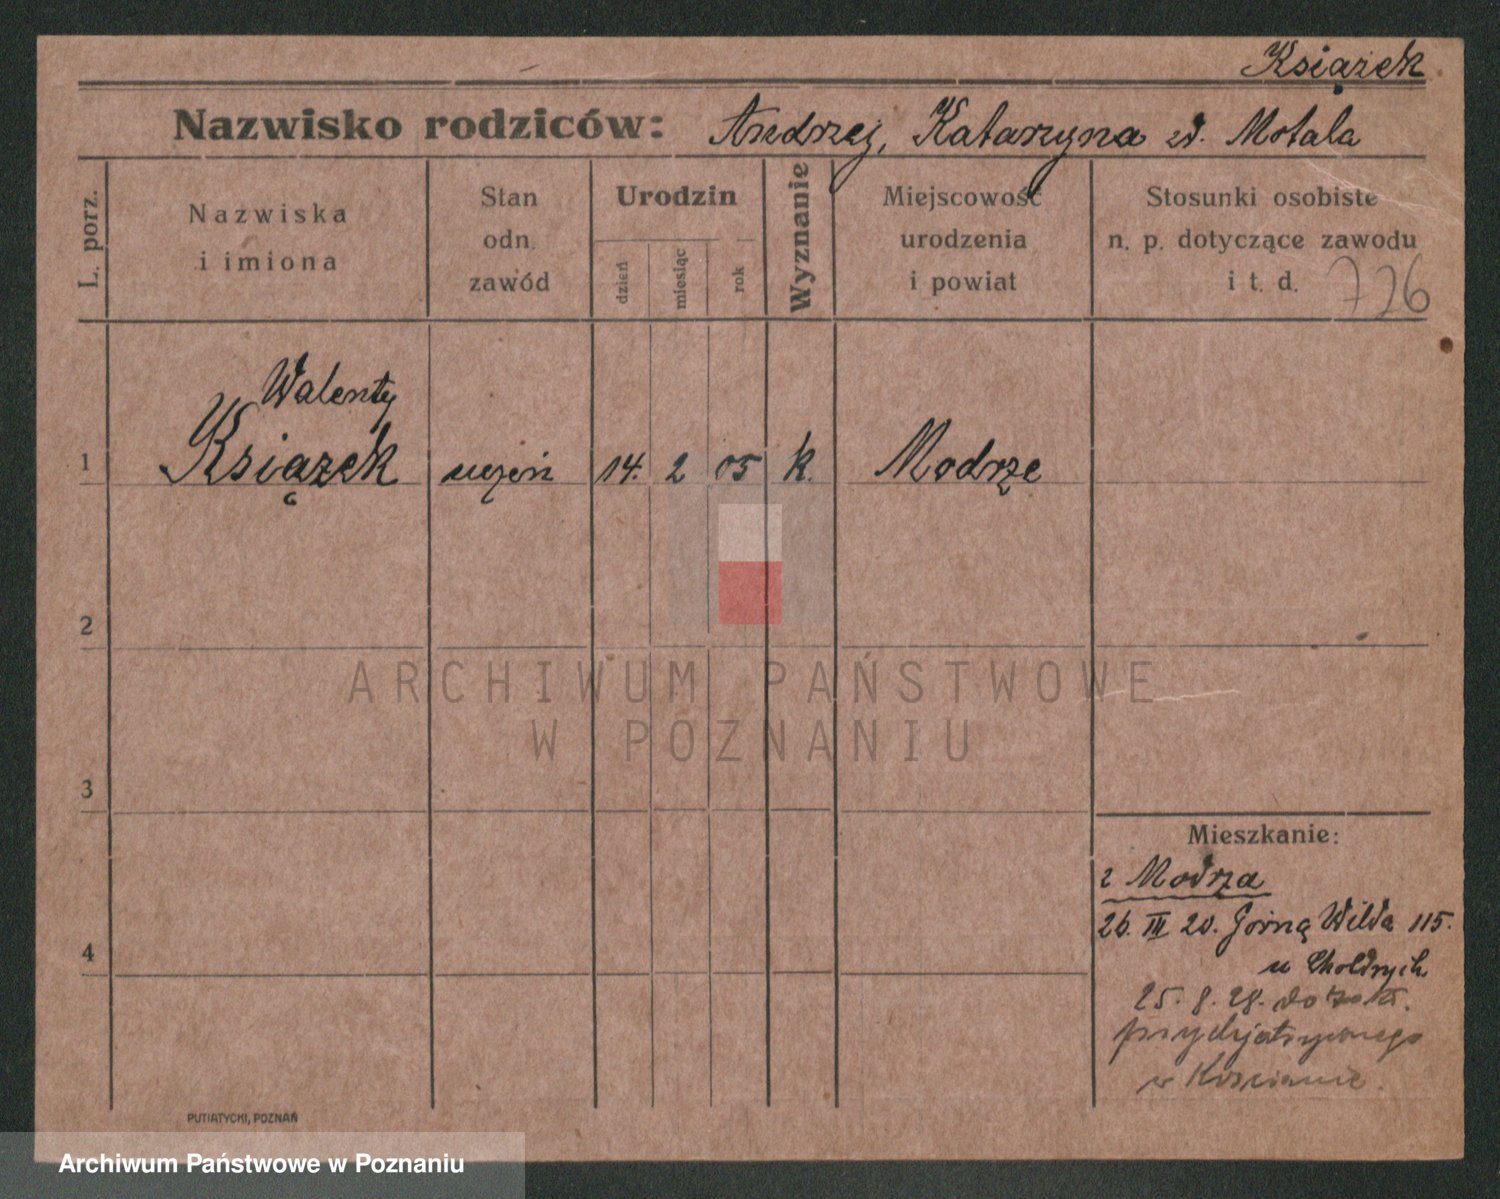 Książek
Nazwisko rodziców: Andrzej, Katarzyna zd. Motala
L. porz.
Nazwiska
i imiona
Stan
odn.
zawód
Urodzin
dzień
miesiąc
rok
Wyznanie
Miejscowość
urodzenia
i powiat
Stosunki osobiste
n. p. dotyczące zawodu
i t. d.
726
Walenty
1 Książek uczeń 14. 2 05 k. Modrze
2
3
4
Mieszkanie:
z Modrza
26. III 20. Górną Wilda 115.
u
25. 8. 28. do zakł.
psychjatrycznego
w Kościanie.
PUTIATYCKI, POZNAŃ
ARCHIWUM PAŃSTWOWE
W POZNANIU
Archiwum Państwowe w Poznaniu